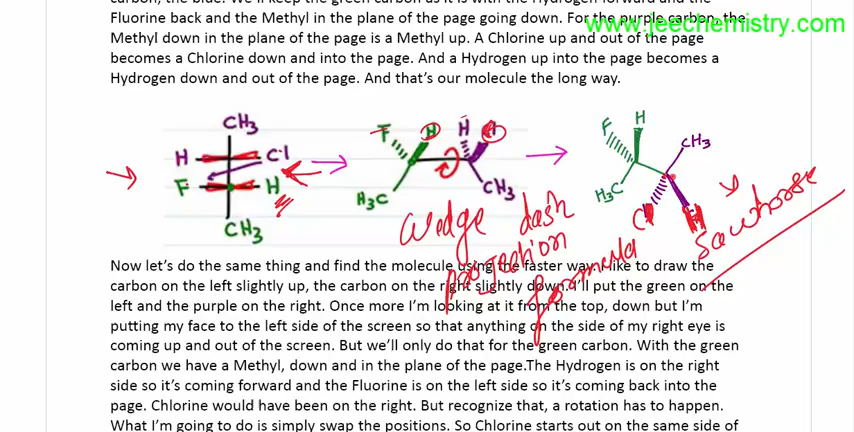 carbon, the blue. We'll keep the green carbon as it is with the Hydrogen forward and the
Fluorine back and the Methyl in the plane of the page going down. For the purple carbon, the
www.jeechemistry.com
Methyl down in the plane of the page is a Methyl up. A Chlorine up and out of the page
becomes a Chlorine down and into the page. And a Hydrogen up into the page becomes a
Hydrogen down and out of the page. And that's our molecule the long way.
CH3
H Cl
F H
CH3
F H H
H3C CH3
F H
CH3
H3C
Cl H
Wedge dash
projection
formula
Sawhorse
Now let's do the same thing and find the molecule using the faster way. I like to draw the
carbon on the left slightly up, the carbon on the right slightly down. I'll put the green on the
left and the purple on the right. Once more I'm looking at it from the top, down but I'm
putting my face to the left side of the screen so that anything on the side of my right eye is
coming up and out of the screen. But we'll only do that for the green carbon. With the green
carbon we have a Methyl, down and in the plane of the page.The Hydrogen is on the right
side so it's coming forward and the Fluorine is on the left side so it's coming back into the
page. Chlorine would have been on the right. But recognize that, a rotation has to happen.
What I'm going to do is simply swap the positions. So Chlorine starts out on the same side of